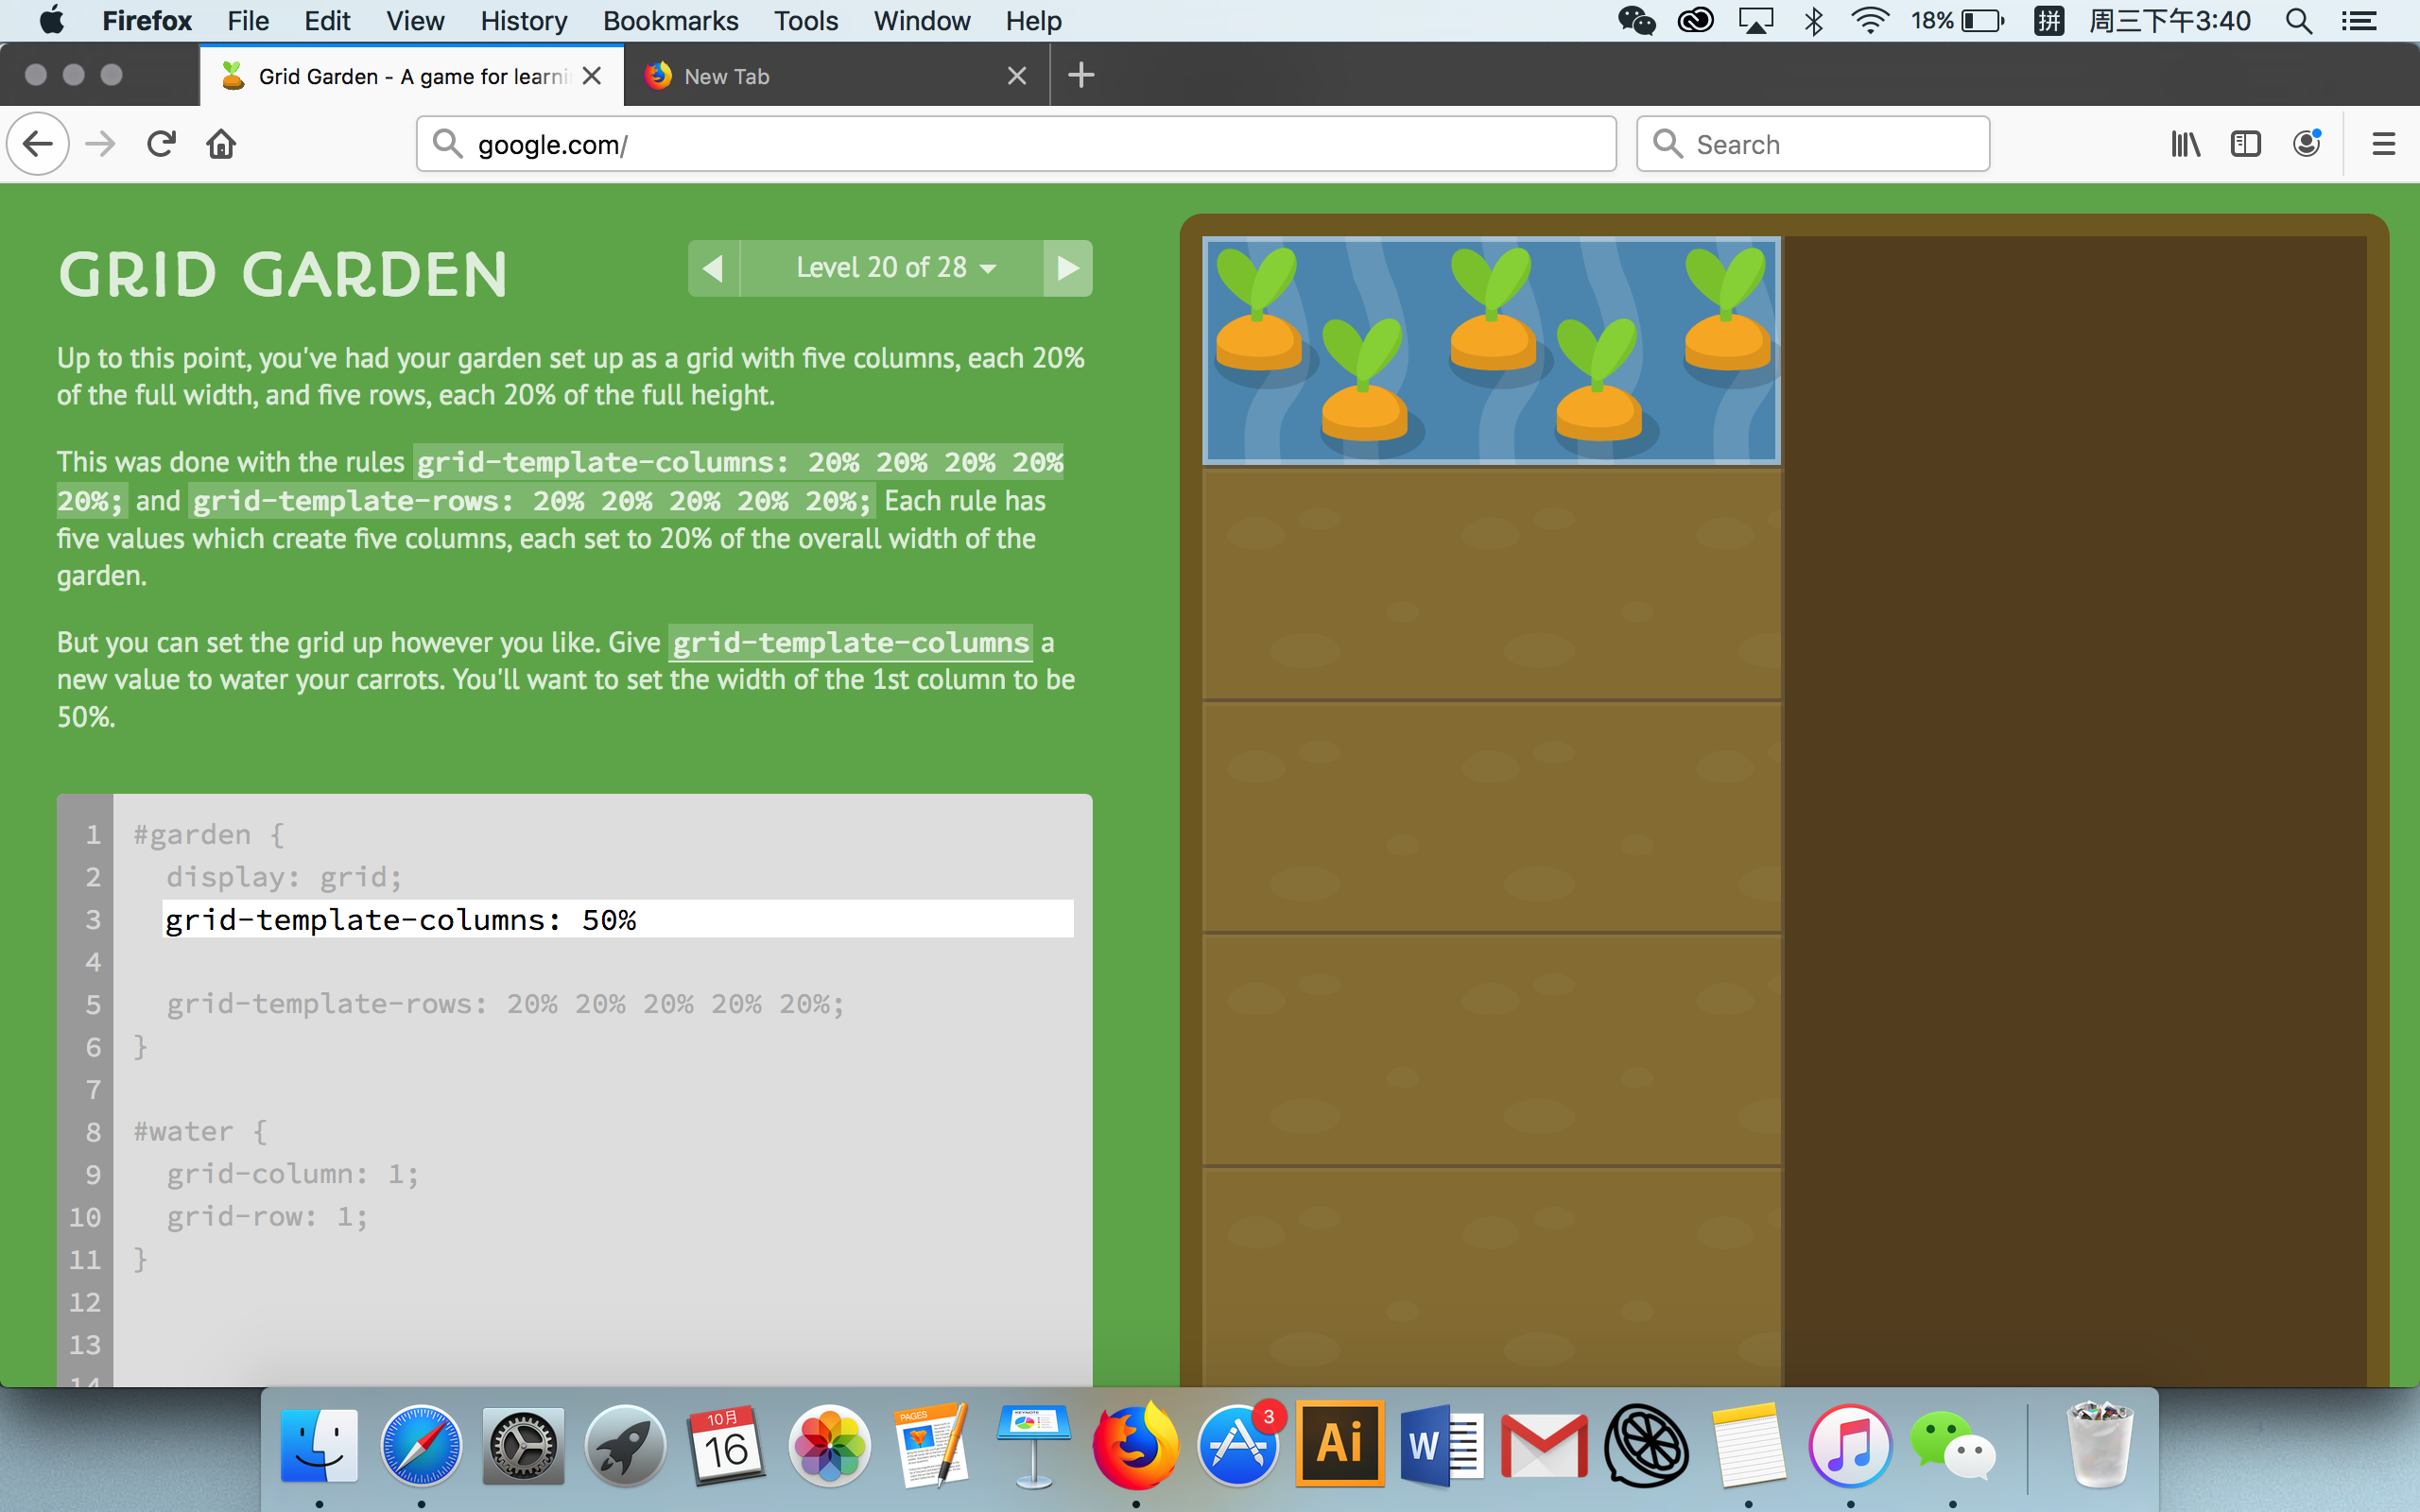 Firefox File Edit View History Bookmarks Tools Window Help 18% 拼 周三下午3:40
Grid Garden - A game for learni New Tab
google.com/ Search
GRID GARDEN
Level 20 of 28
Up to this point, you've had your garden set up as a grid with five columns, each 20%
of the full width, and five rows, each 20% of the full height.
This was done with the rules grid-template-columns: 20% 20% 20% 20%
20%; and grid-template-rows: 20% 20% 20% 20% 20%; Each rule has
five values which create five columns, each set to 20% of the overall width of the
garden.
But you can set the grid up however you like. Give grid-template-columns a
new value to water your carrots. You'll want to set the width of the 1st column to be
50%.
1 #garden {
2 display: grid;
3 grid-template-columns: 50%
4
5 grid-template-rows: 20% 20% 20% 20% 20%;
6 }
7
8 #water {
9 grid-column: 1;
10 grid-row: 1;
11 }
12
13
14
10月
16
PAGES
KEYNOTE
3
Ai
W